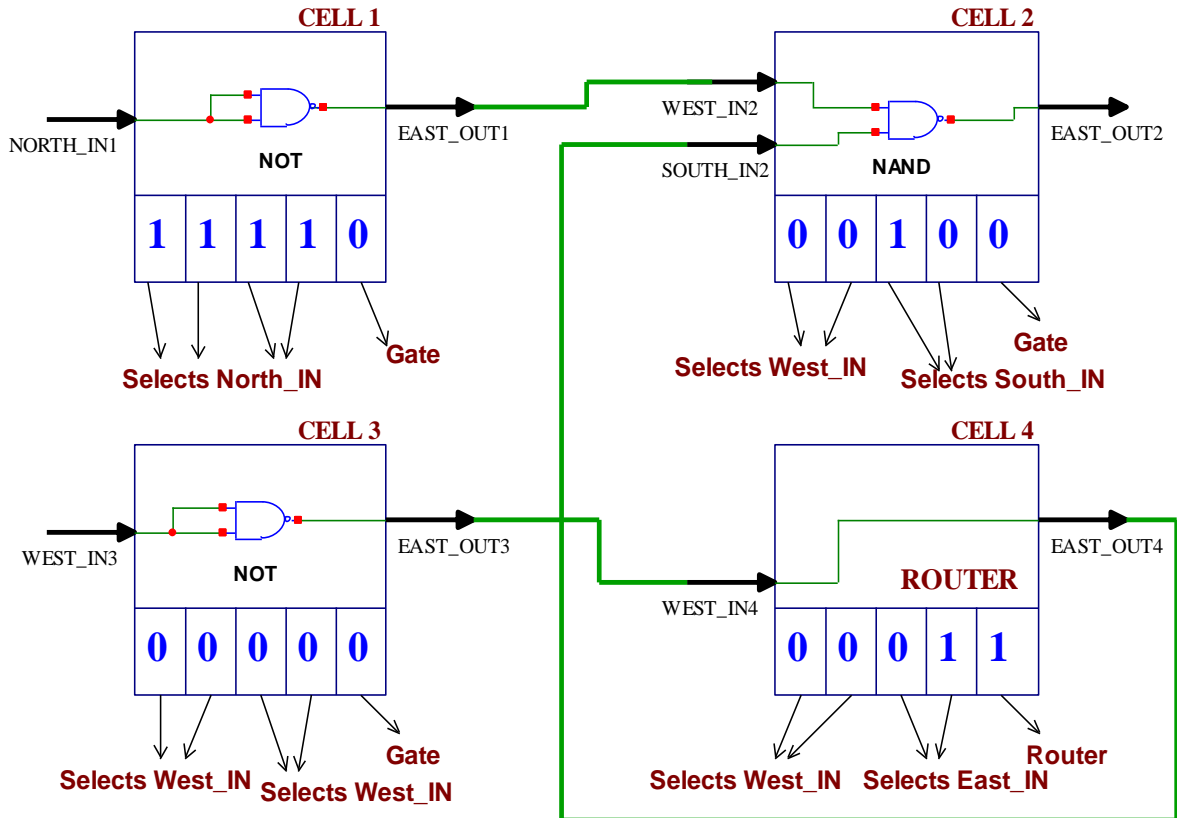 CELL 1
NORTH_IN1
NOT
EAST_OUT1
1 1 1 1 0
Selects North_IN
Gate
CELL 2
WEST_IN2
SOUTH_IN2
NAND
EAST_OUT2
0 0 1 0 0
Selects West_IN
Selects South_IN
Gate
CELL 3
WEST_IN3
NOT
EAST_OUT3
0 0 0 0 0
Selects West_IN
Selects West_IN
Gate
CELL 4
WEST_IN4
ROUTER
EAST_OUT4
0 0 0 1 1
Selects West_IN
Selects East_IN
Router